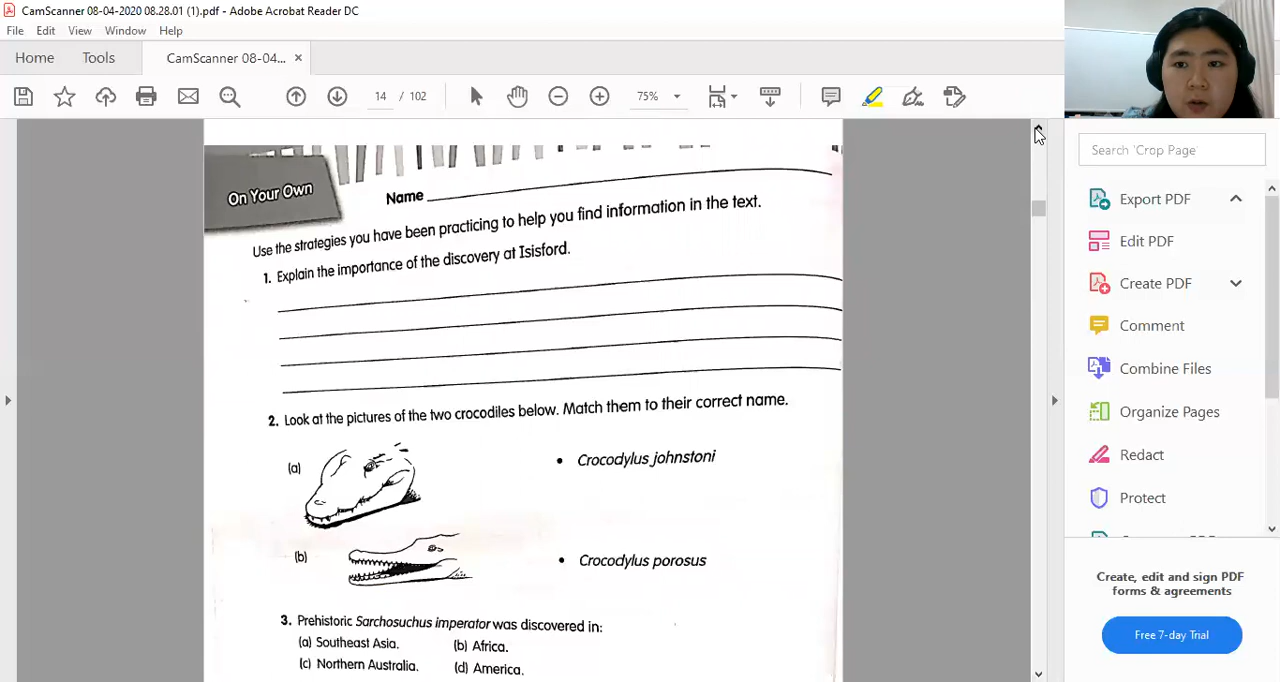 CamScanner 08-04-2020 08.28.01 (1).pdf - Adobe Acrobat Reader DC
File Edit View Window Help
Home Tools CamScanner 08-04... ×
14 / 102 75%
On Your Own
Name
Use the strategies you have been practicing to help you find information in the text.
1. Explain the importance of the discovery at Isisford.
2. Look at the pictures of the two crocodiles below. Match them to their correct name.
(a) • Crocodylus johnstoni
(b) • Crocodylus porosus
3. Prehistoric Sarchosuchus imperator was discovered in:
(a) Southeast Asia. (b) Africa.
(c) Northern Australia. (d) America.
Search 'Crop Page'
Export PDF
Edit PDF
Create PDF
Comment
Combine Files
Organize Pages
Redact
Protect
Create, edit and sign PDF
forms & agreements
Free 7-day Trial